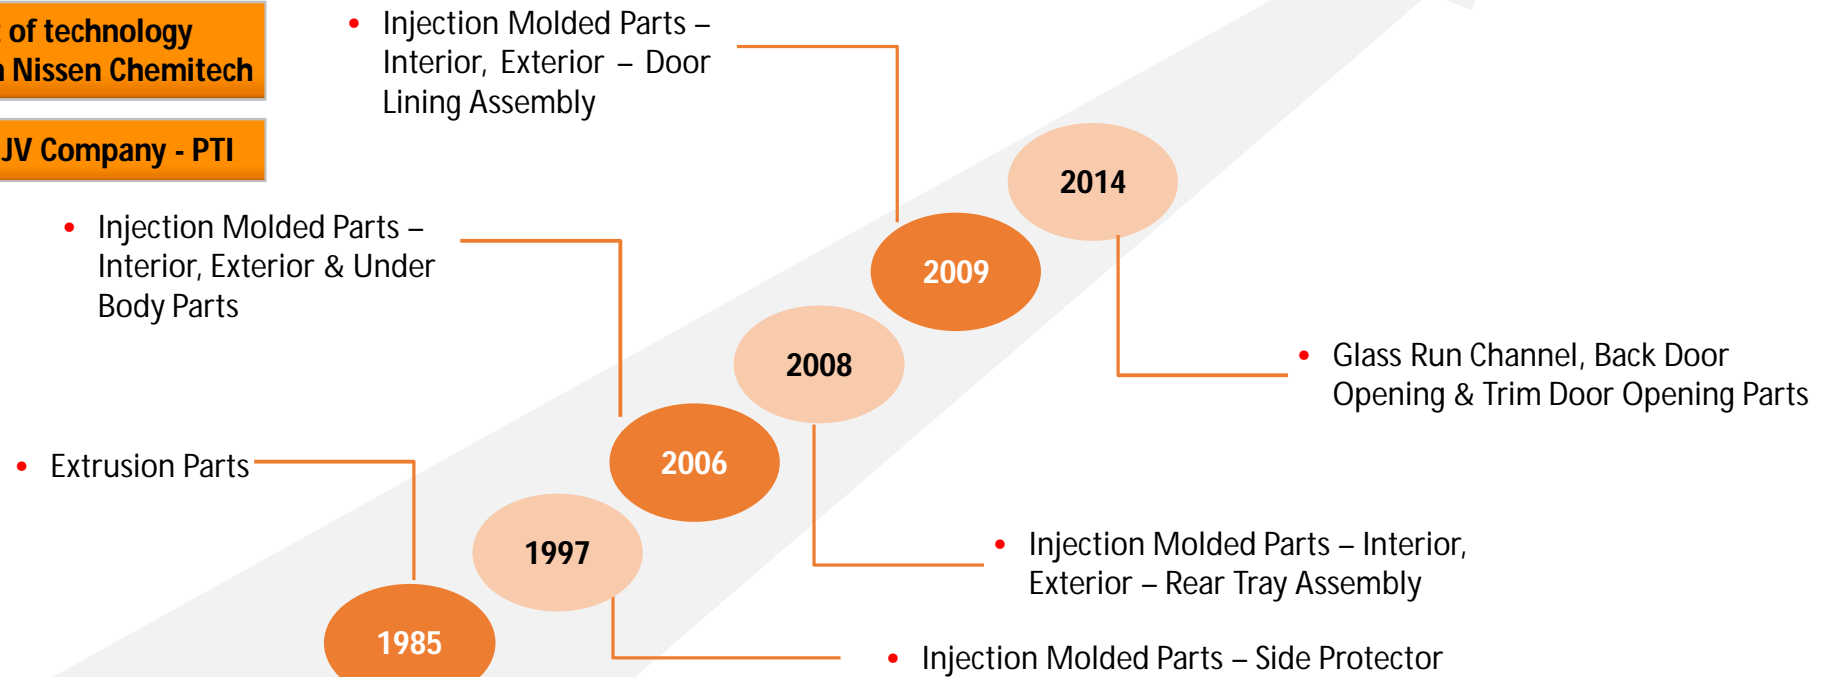 of technology
Nissen Chemitech
JV Company - PTI
• Injection Molded Parts –
Interior, Exterior – Door
Lining Assembly
2014
• Injection Molded Parts –
Interior, Exterior & Under
Body Parts
2009
2008
• Glass Run Channel, Back Door
Opening & Trim Door Opening Parts
• Extrusion Parts
2006
1997
• Injection Molded Parts – Interior,
Exterior – Rear Tray Assembly
1985
• Injection Molded Parts – Side Protector